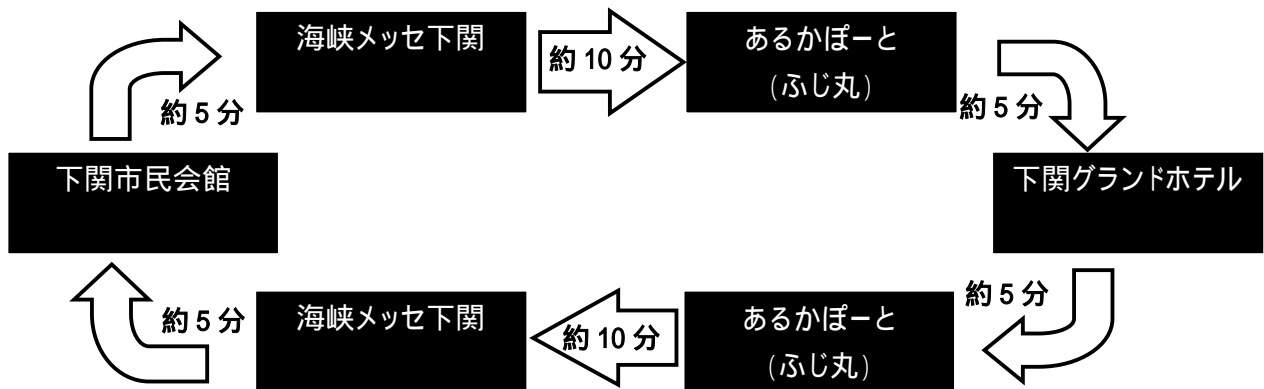 海峡メッセ下関
約 10 分
あるかぽーと
(ふじ丸)
約 5 分
約 5 分
下関市民会館
下関グランドホテル
約 5 分
海峡メッセ下関
約 10 分
あるかぽーと
(ふじ丸)
約 5 分